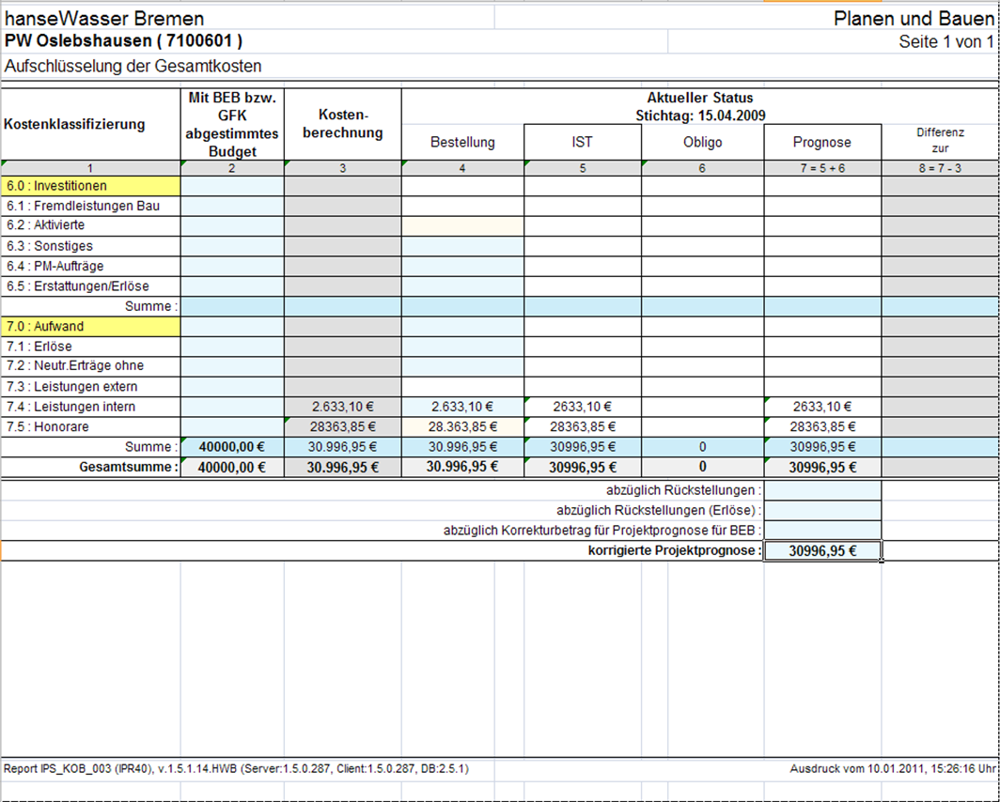 hanseWasser Bremen Planen und Bauen
PW Oslebshausen ( 7100601 ) Seite 1 von 1
Aufschlüsselung der Gesamtkosten
Kostenklassifizierung
Mit BEB bzw.
GFK
abgestimmtes
Budget
Kosten-
berechnung
Aktueller Status
Stichtag: 15.04.2009
Bestellung IST Obligo Prognose
Differenz
zur
1 2 3 4 5 6 7 = 5 + 6 8 = 7 - 3
6.0 : Investitionen
6.1 : Fremdleistungen Bau
6.2 : Aktivierte
6.3 : Sonstiges
6.4 : PM-Aufträge
6.5 : Erstattungen/Erlöse
Summe :
7.0 : Aufwand
7.1 : Erlöse
7.2 : Neutr.Erträge ohne
7.3 : Leistungen extern
7.4 : Leistungen intern 2.633,10 € 2.633,10 € 2633,10 € 2633,10 €
7.5 : Honorare 28363,85 € 28.363,85 € 28363,85 € 28363,85 €
Summe : 40000,00 € 30.996,95 € 30.996,95 € 30996,95 € 0 30996,95 €
Gesamtsumme : 40000,00 € 30.996,95 € 30.996,95 € 30996,95 € 0 30996,95 €
abzüglich Rückstellungen :
abzüglich Rückstellungen (Erlöse) :
abzüglich Korrekturbetrag für Projektprognose für BEB :
korrigierte Projektprognose : 30996,95 €
Report IPS_KOB_003 (IPR40), v.1.5.1.14.HWB (Server:1.5.0.287, Client:1.5.0.287, DB:2.5.1) Ausdruck vom 10.01.2011, 15:26:16 Uhr